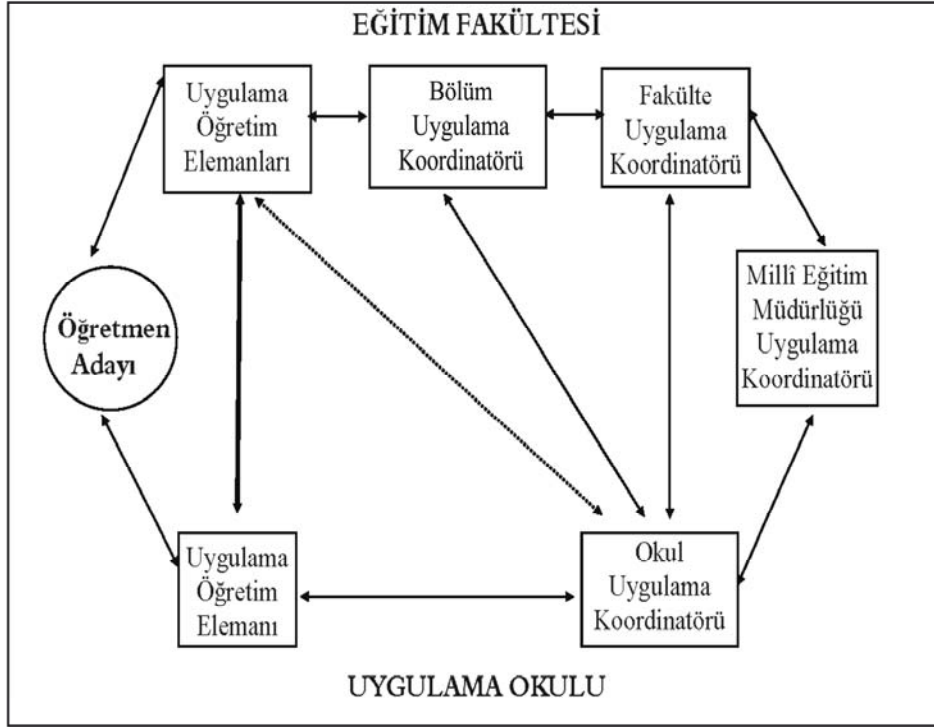 EĞİTİM FAKÜLTESİ
Uygulama
Öğretim
Elemanları
Bölüm
Uygulama
Koordinatörü
Fakülte
Uygulama
Koordinatörü
Öğretmen
Adayı
Millî Eğitim
Müdürlüğü
Uygulama
Koordinatörü
Uygulama
Öğretim
Elemanı
Okul
Uygulama
Koordinatörü
UYGULAMA OKULU